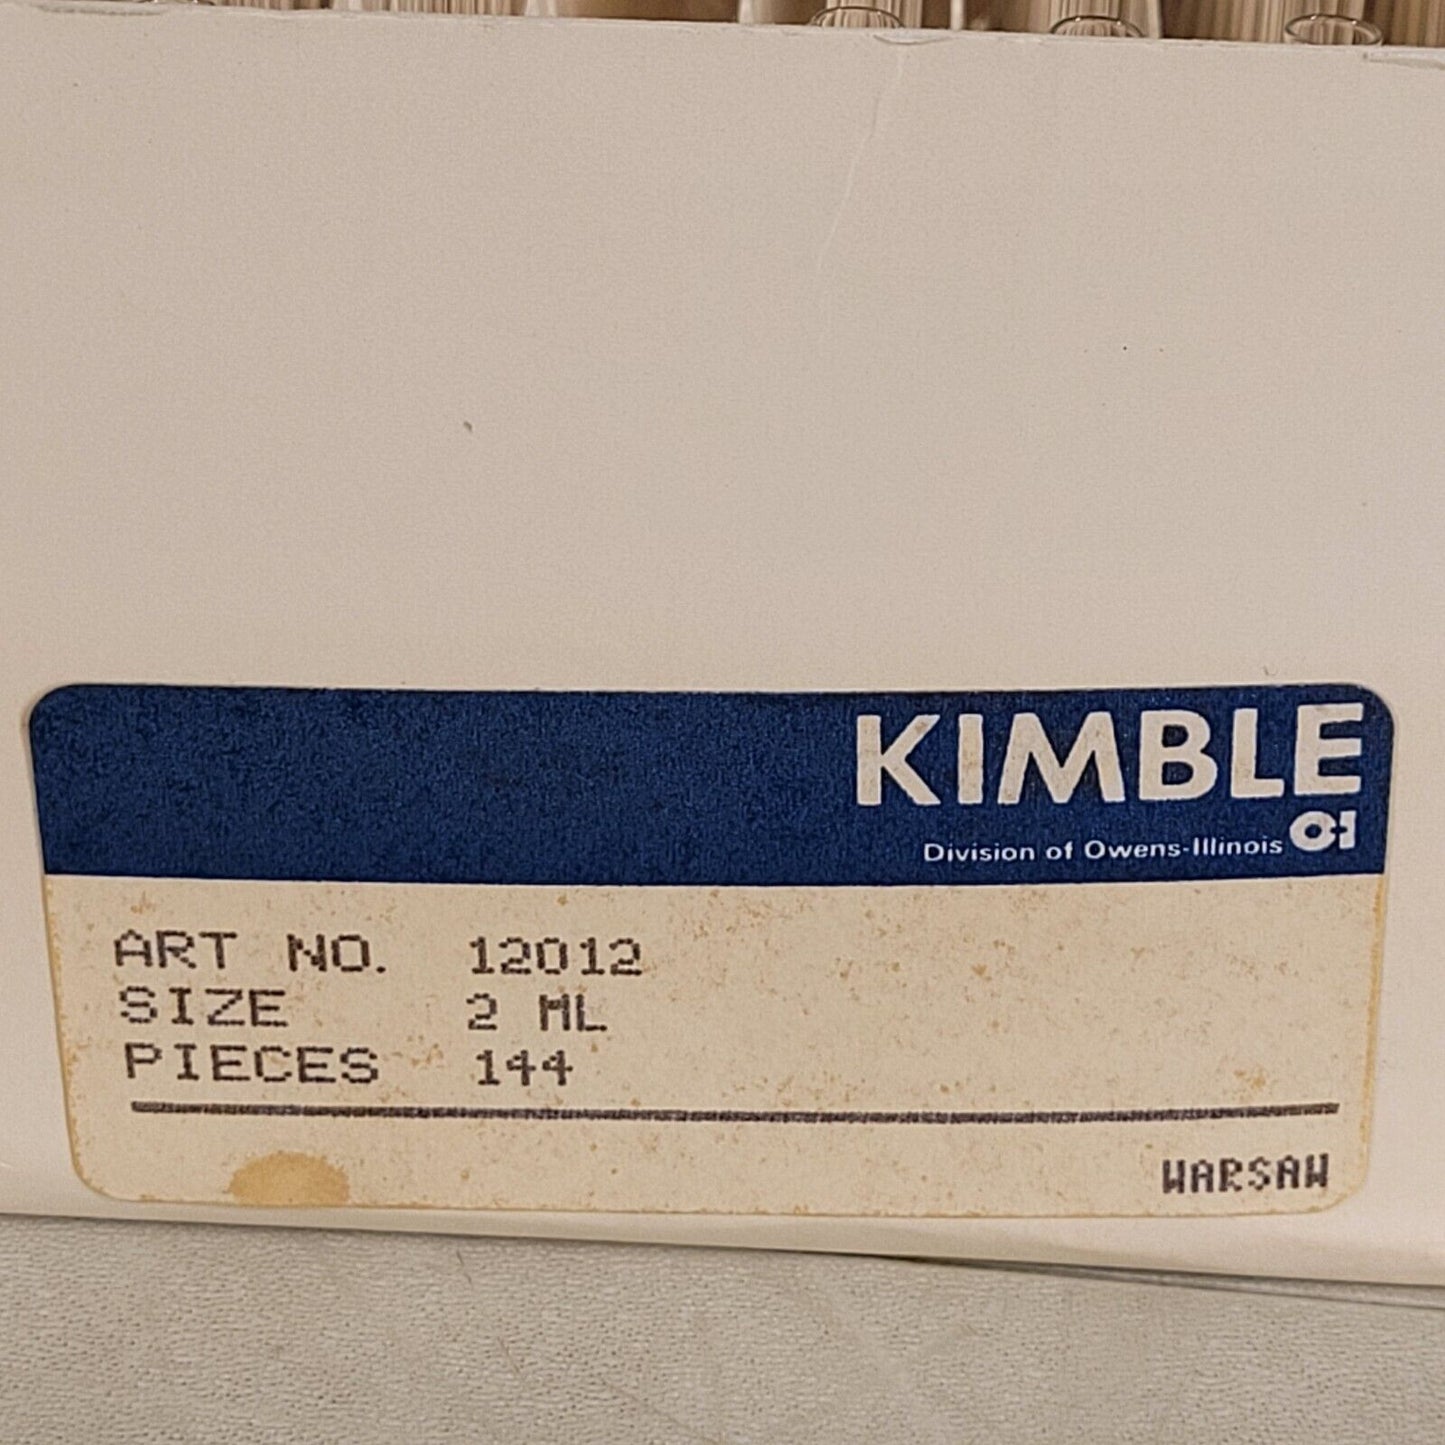 KIMBLE
Division of Owens-Illinois O-I
ART NO. 12012
SIZE 2 ML
PIECES 144
WARSAW